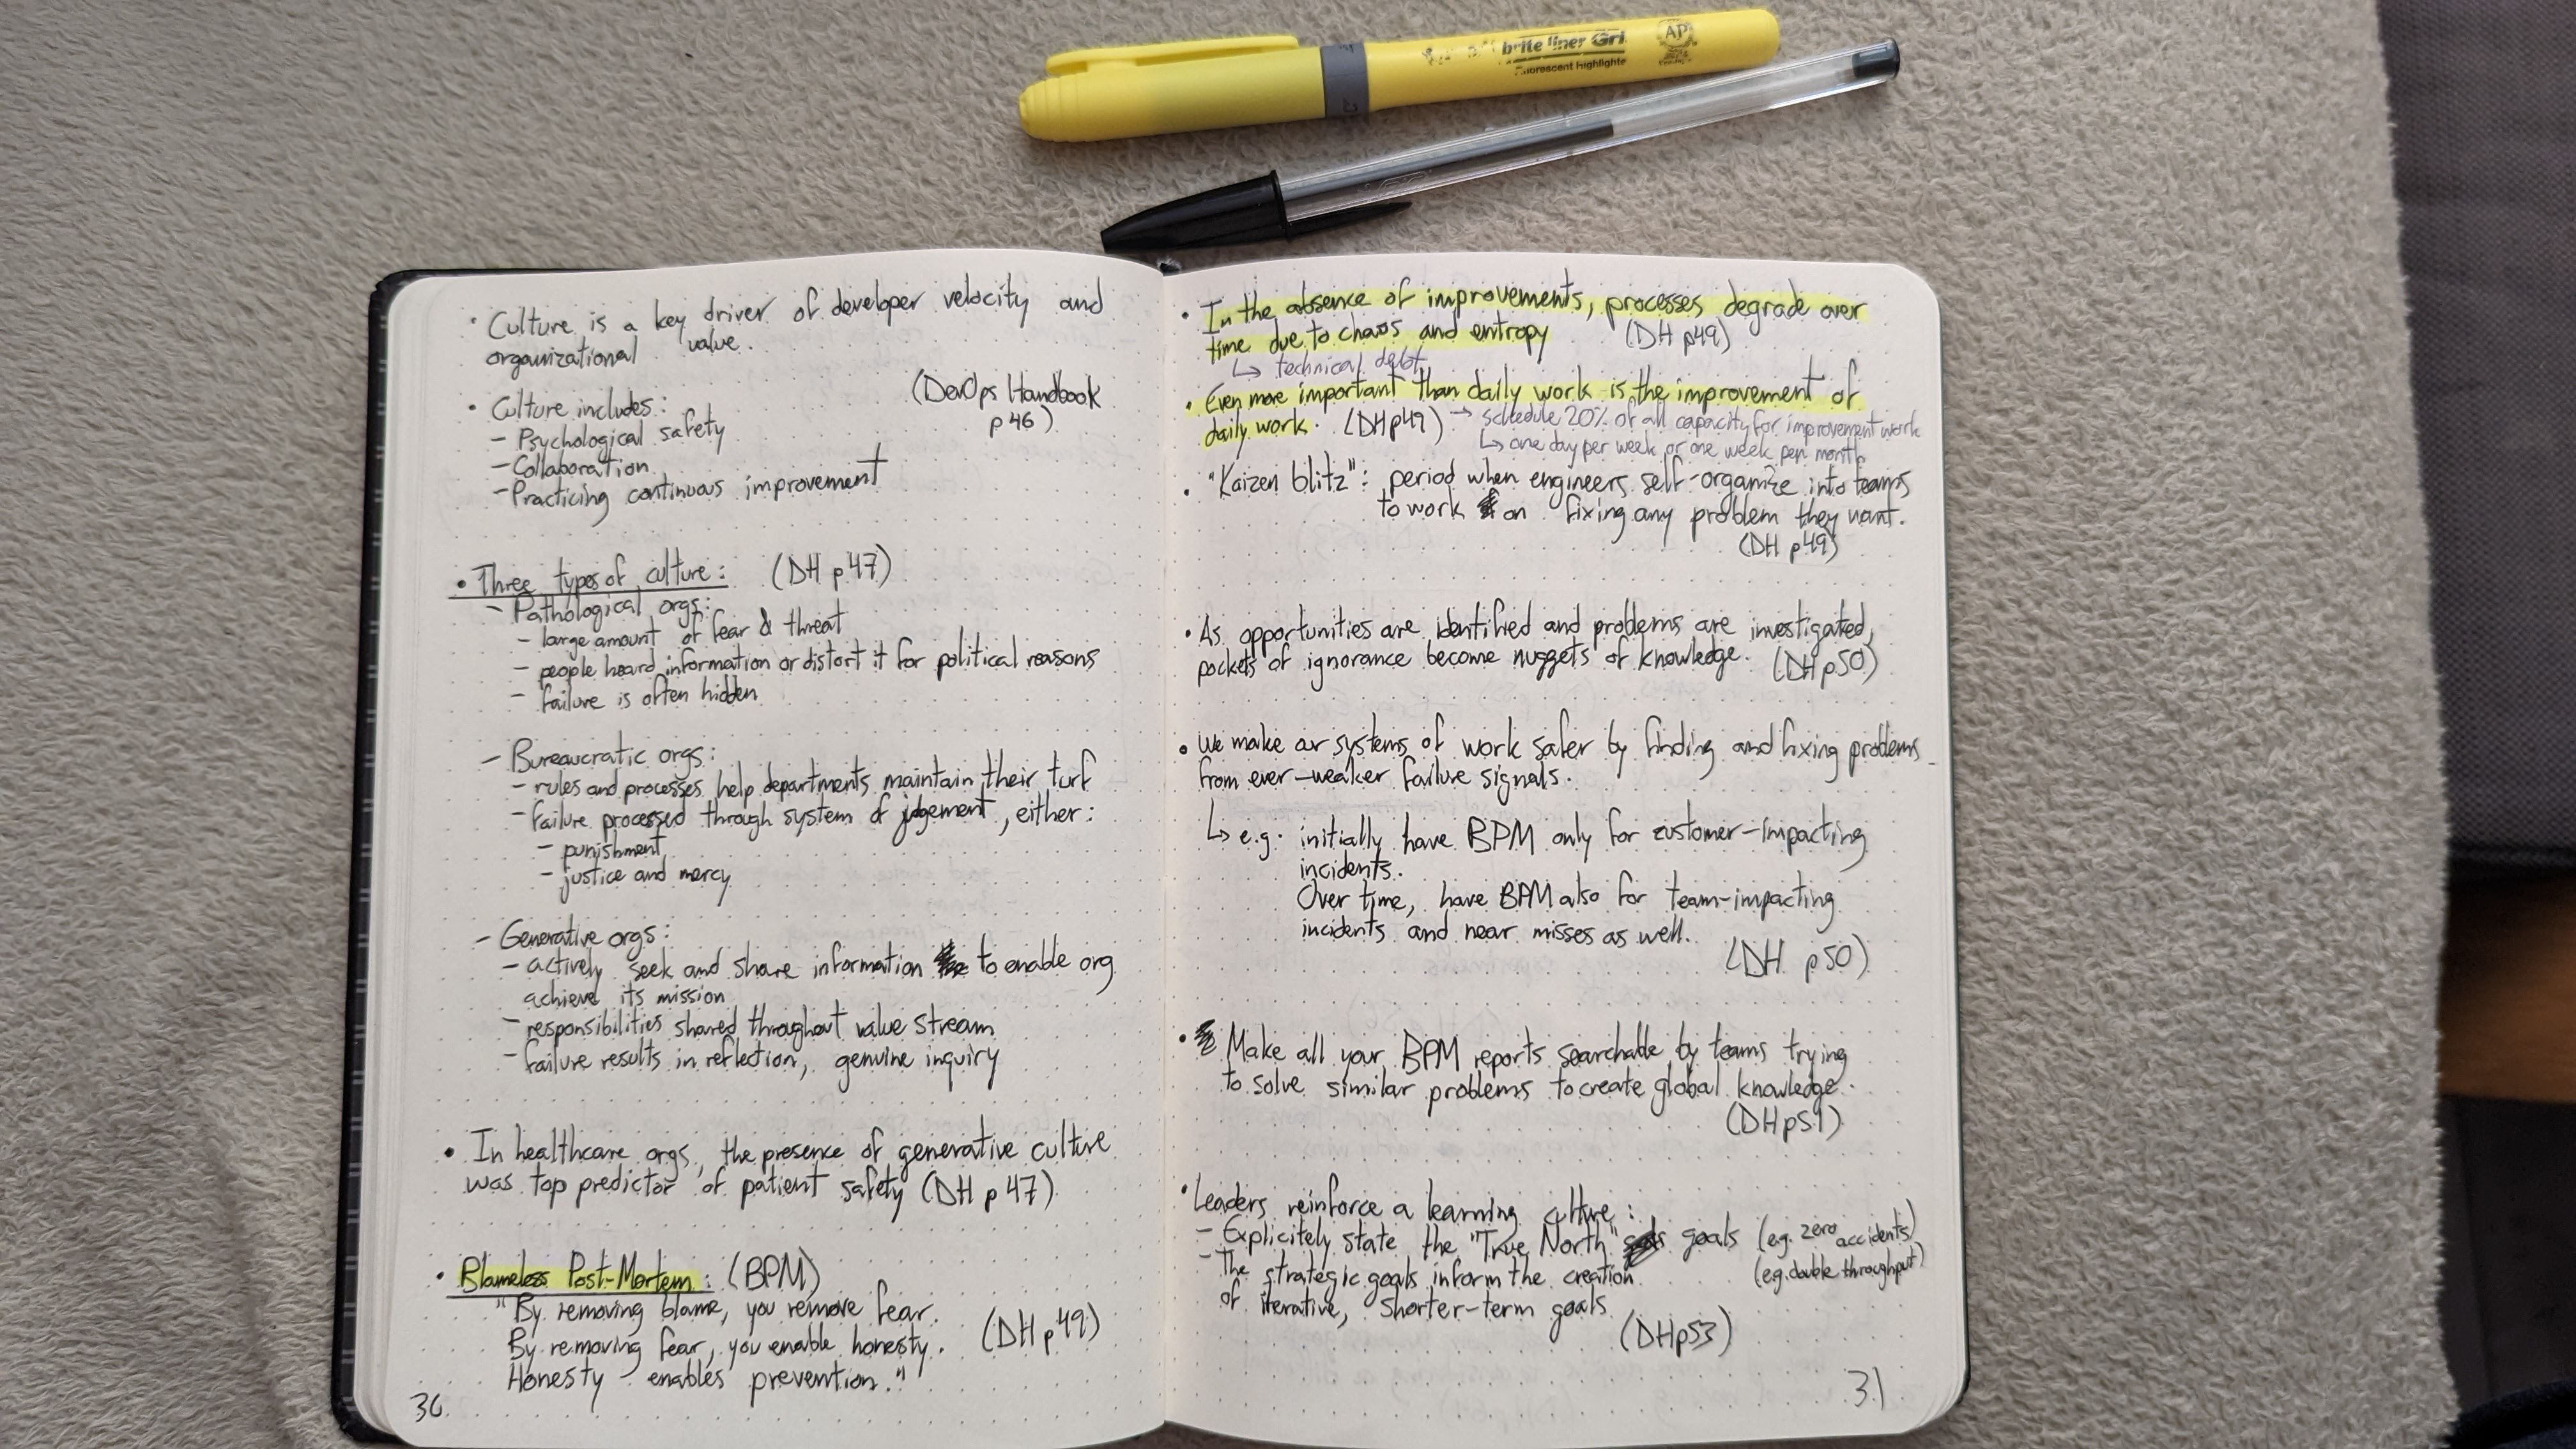 brite liner Gri
fluorescent highlighte
AP
• Culture is a key driver of developer velocity and
organizational value.
(DevOps Handbook
p 46)
• Culture includes:
- Psychological safety
- Collaboration
- Practicing continuous improvement
• Three types of culture: (DH p 47)
- Pathological orgs:
- large amount of fear & threat
- people hoard information or distort it for political reasons
- failure is often hidden
- Bureaucratic orgs:
- rules and processes help departments maintain their turf
- failure processed through system of judgement, either:
- punishment
- justice and mercy
- Generative orgs:
- actively seek and share information to enable org
achieve its mission
- responsibilities shared throughout value stream
- failure results in reflection, genuine inquiry
• In healthcare orgs, the presence of generative culture
was top predictor of patient safety (DH p 47)
• Blameless Post-Mortem: (BPM)
"By removing blame, you remove fear.
By removing fear, you enable honesty. (DH p 49)
Honesty enables prevention."
30
• In the absence of improvements, processes degrade over
time due to chaos and entropy (DH p49)
↳ technical debt
• Even more important than daily work is the improvement of
daily work. (DH p49) → schedule 20% of all capacity for improvement work
↳ one day per week or one week per month
• "Kaizen blitz": period when engineers self-organize into teams
to work on fixing any problem they want.
(DH p49)
• As opportunities are identified and problems are investigated,
pockets of ignorance become nuggets of knowledge. (DH p50)
• We make our systems of work safer by finding and fixing problems
from ever-weaker failure signals.
↳ e.g. initially have BPM only for customer-impacting
incidents.
Over time, have BPM also for team-impacting
incidents and near misses as well.
(DH p50)
• Make all your BPM reports searchable by teams trying
to solve similar problems to create global knowledge.
(DH p51)
• Leaders reinforce a learning culture:
- Explicitely state the "True North" goals (eg. zero accidents)
- The strategic goals inform the creation (e.g. double throughput)
of iterative, shorter-term goals
(DH p53)
31